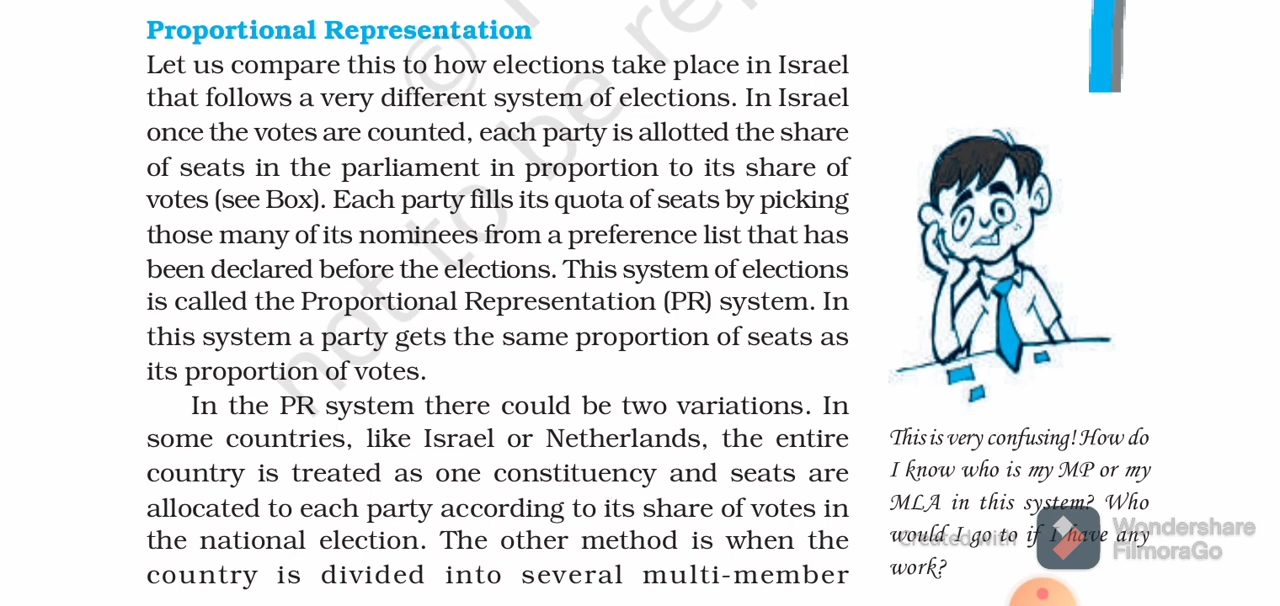 Proportional Representation
Let us compare this to how elections take place in Israel
that follows a very different system of elections. In Israel
once the votes are counted, each party is allotted the share
of seats in the parliament in proportion to its share of
votes (see Box). Each party fills its quota of seats by picking
those many of its nominees from a preference list that has
been declared before the elections. This system of elections
is called the Proportional Representation (PR) system. In
this system a party gets the same proportion of seats as
its proportion of votes.
In the PR system there could be two variations. In
some countries, like Israel or Netherlands, the entire
country is treated as one constituency and seats are
allocated to each party according to its share of votes in
the national election. The other method is when the
country is divided into several multi-member
This is very confusing! How do
I know who is my MP or my
MLA in this system? Who
would I go to if I have any
work?
© 
not to be re
Created with
Wondershare
FilmoraGo